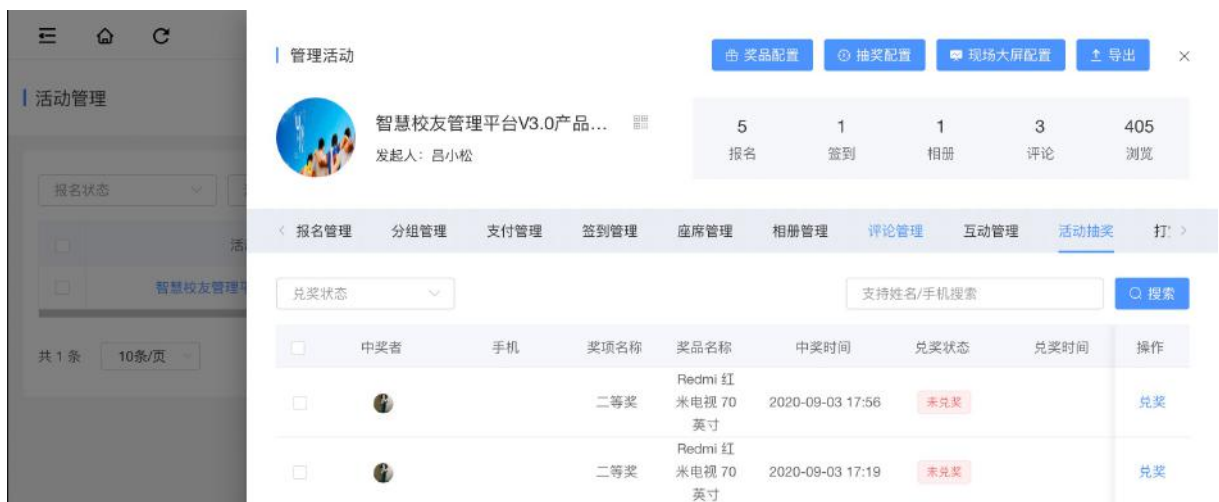 管理活动
奖品配置
抽奖配置
现场大屏配置
导出
活动管理
智慧校友管理平台V3.0产品...
发起人：吕小松
5
报名
1
签到
1
相册
3
评论
405
浏览
报名状态
报名管理
分组管理
支付管理
签到管理
座席管理
相册管理
评论管理
互动管理
活动抽奖
兑奖状态
支持姓名/手机搜索
搜索
智慧校友管理平
共 1 条
10条/页
中奖者
手机
奖项名称
奖品名称
中奖时间
兑奖状态
兑奖时间
操作
二等奖
Redmi 红
米电视 70
英寸
2020-09-03 17:56
未兑奖
兑奖
二等奖
Redmi 红
米电视 70
英寸
2020-09-03 17:19
未兑奖
兑奖